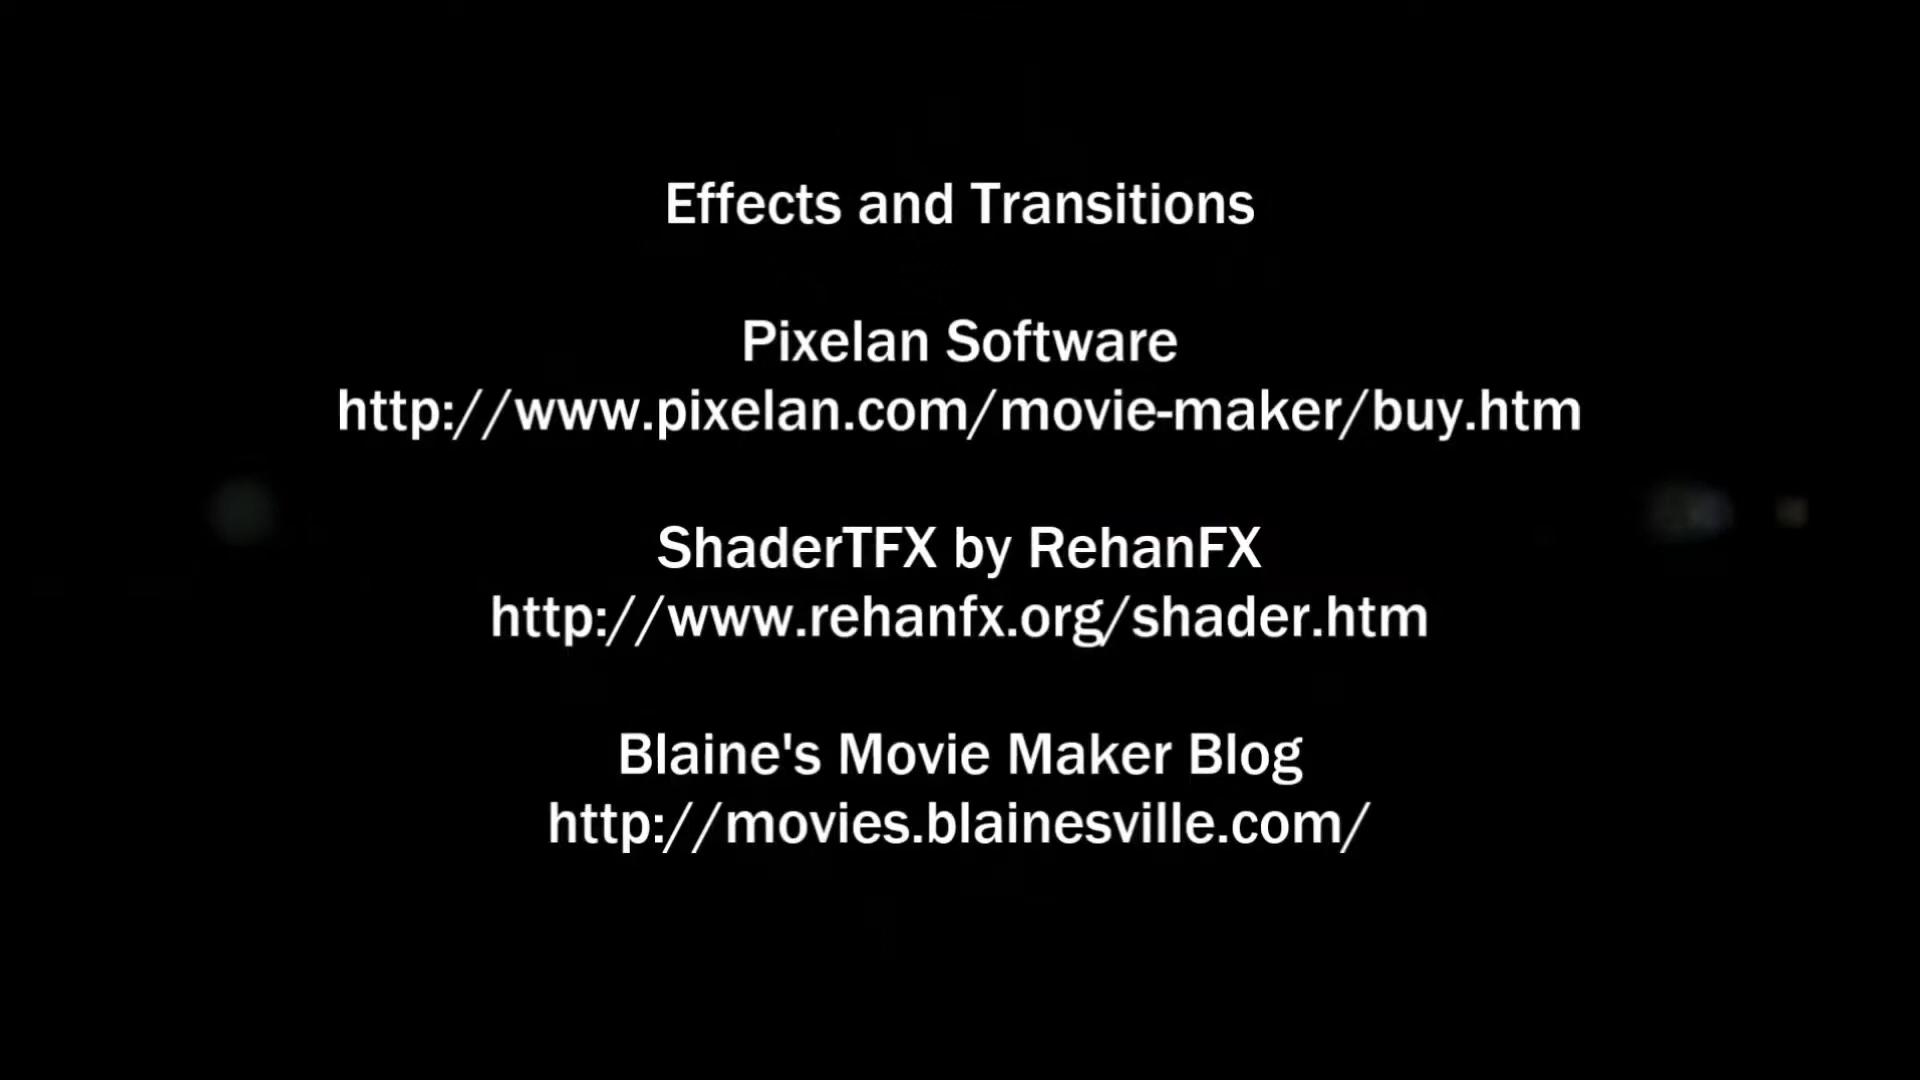 Effects and Transitions
Pixelan Software
http://www.pixelan.com/movie-maker/buy.htm
ShaderTFX by RehanFX
http://www.rehanfx.org/shader.htm
Blaine's Movie Maker Blog
http://movies.blainesville.com/